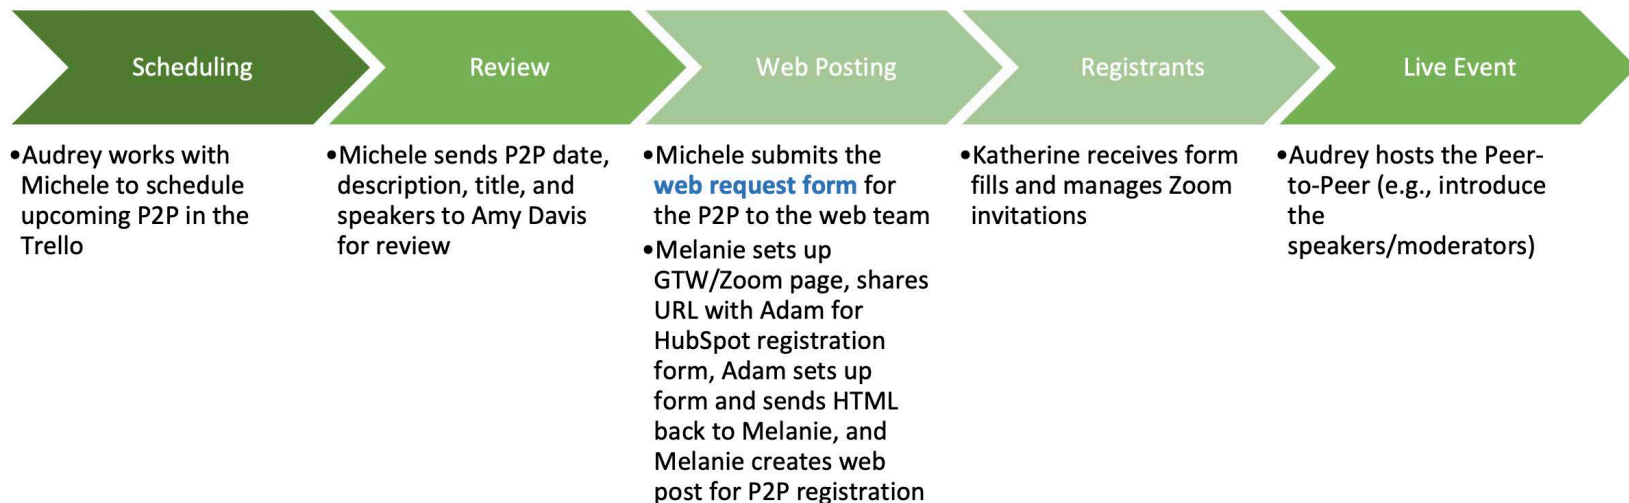 Scheduling
Review
Web Posting
Registrants
Live Event
•Audrey works with
Michele to schedule
upcoming P2P in the
Trello
•Michele sends P2P date,
description, title, and
speakers to Amy Davis
for review
•Michele submits the
web request form for
the P2P to the web team
•Melanie sets up
GTW/Zoom page, shares
URL with Adam for
HubSpot registration
form, Adam sets up
form and sends HTML
back to Melanie, and
Melanie creates web
post for P2P registration
•Katherine receives form
fills and manages Zoom
invitations
•Audrey hosts the Peer-
to-Peer (e.g., introduce
the
speakers/moderators)